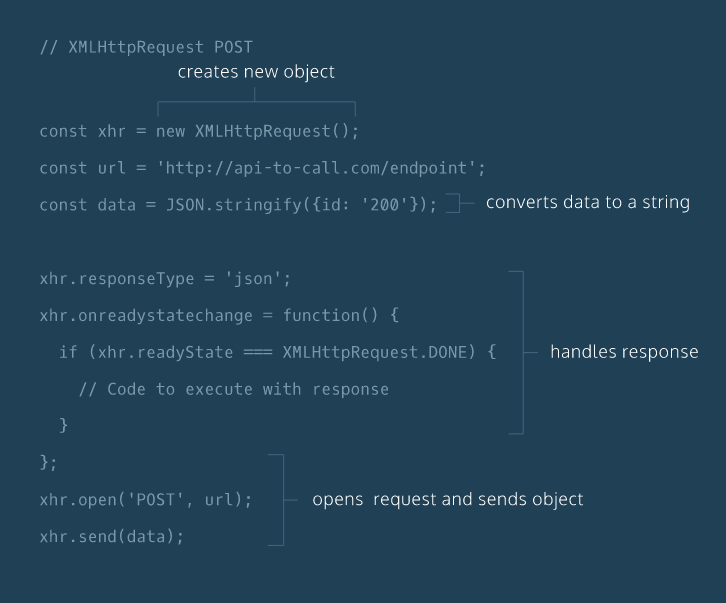 // XMLHttpRequest POST
creates new object
const xhr = new XMLHttpRequest();
const url = 'http://api-to-call.com/endpoint';
const data = JSON.stringify({id: '200'});
converts data to a string
xhr.responseType = 'json';
xhr.onreadystatechange = function() {
if (xhr.readyState === XMLHttpRequest.DONE) {
handles response
// Code to execute with response
}
};
xhr.open('POST', url);
opens request and sends object
xhr.send(data);